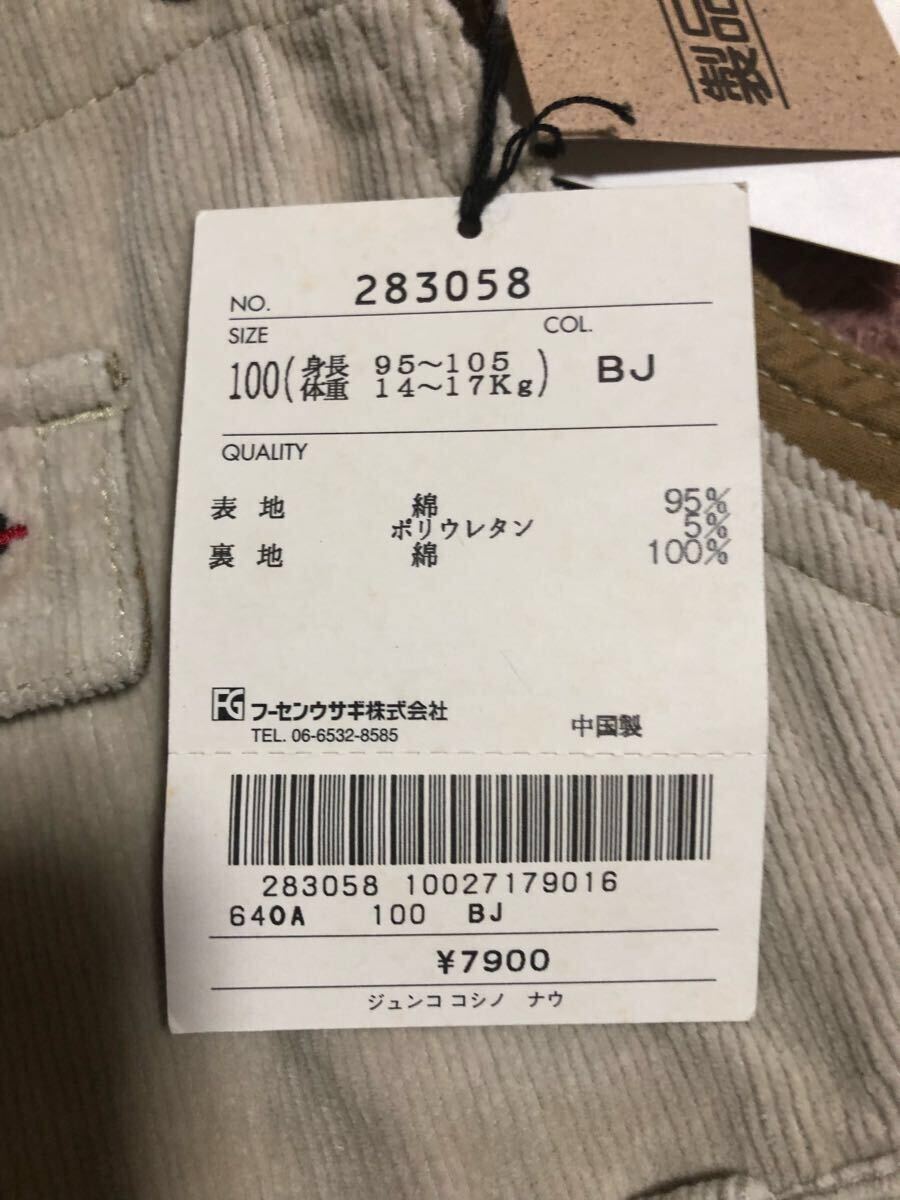 製品
NO. 283058
SIZE COL.
100(身長 95〜105 体重 14〜17Kg) BJ
QUALITY
表地 綿 95%
ポリウレタン 5%
裏地 綿 100%
FG フーセンウサギ株式会社
TEL. 06-6532-8585
中国製
283058 10027179016
640A 100 BJ
¥7900
ジュンコ コシノ ナウ